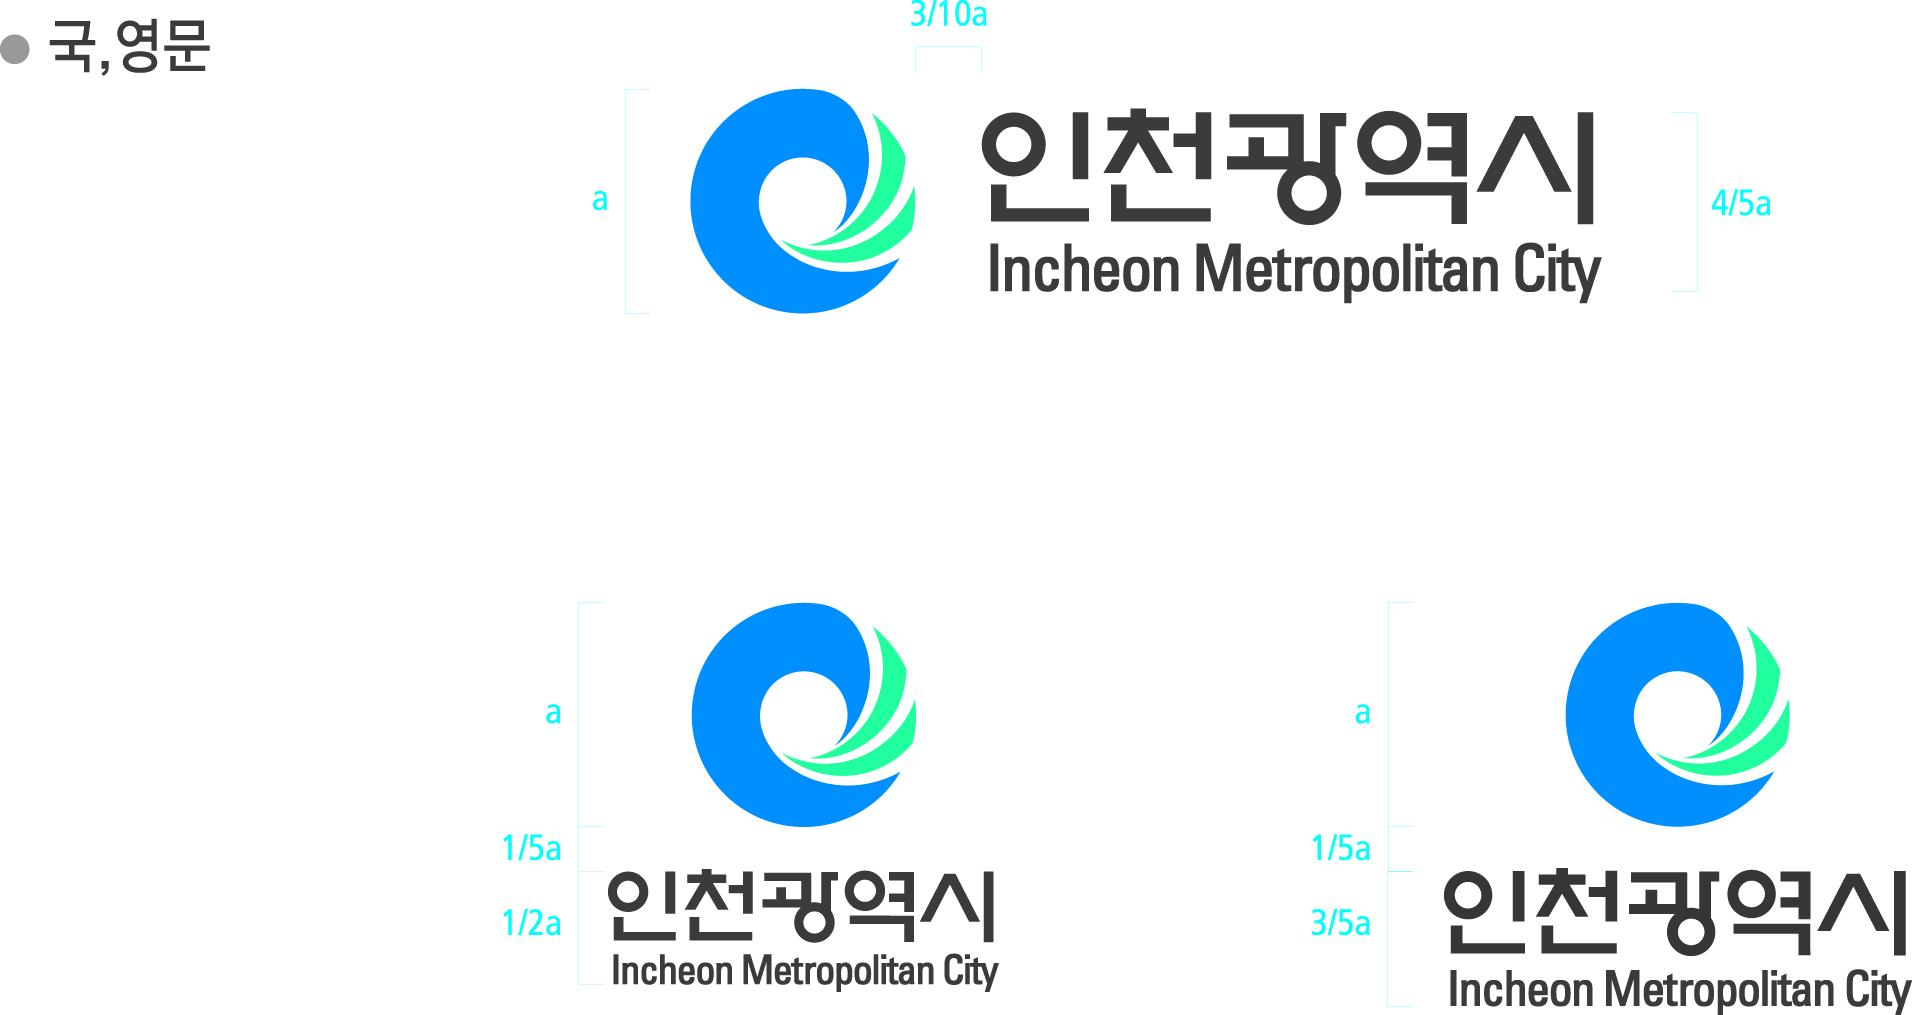 ● 국,영문
3/10a
a
인천광역시
4/5a
Incheon Metropolitan City
a
1/5a
1/2a
인천광역시
Incheon Metropolitan City
a
1/5a
3/5a
인천광역시
Incheon Metropolitan City